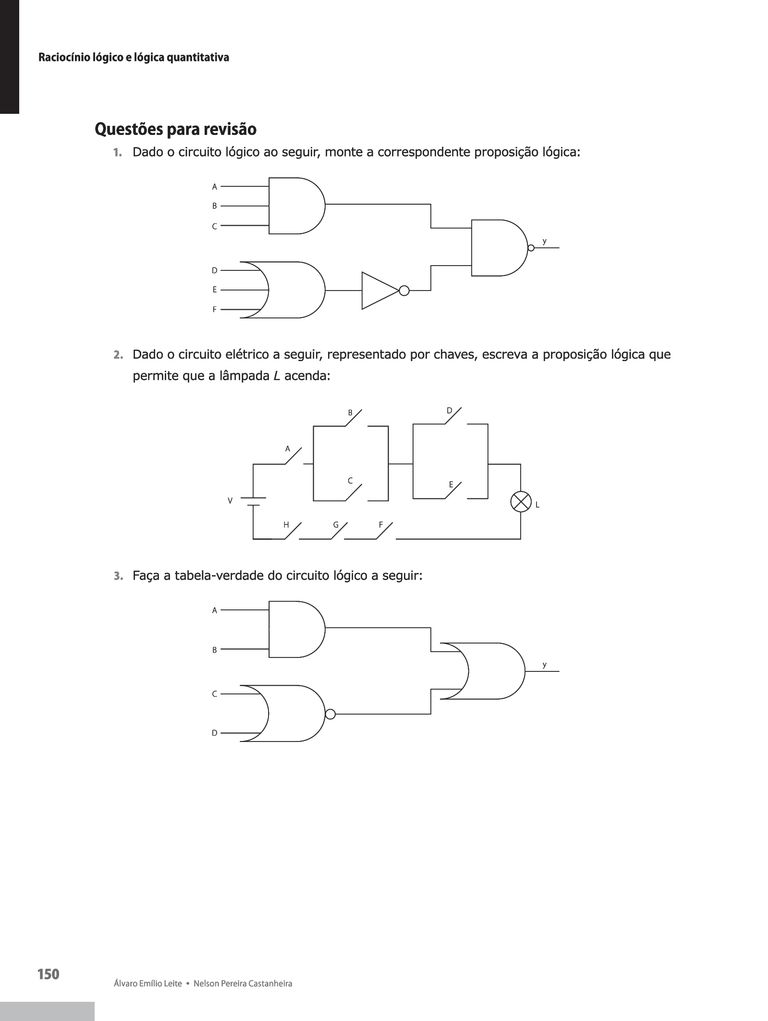 Raciocínio lógico e lógica quantitativa
Questões para revisão
1. Dado o circuito lógico ao seguir, monte a correspondente proposição lógica:
A
B
C
y
D
E
F
2. Dado o circuito elétrico a seguir, representado por chaves, escreva a proposição lógica que
permite que a lâmpada L acenda:
B
D
A
C
E
V
L
H G F
3. Faça a tabela-verdade do circuito lógico a seguir:
A
B
y
C
D
150
Álvaro Emílio Leite • Nelson Pereira Castanheira